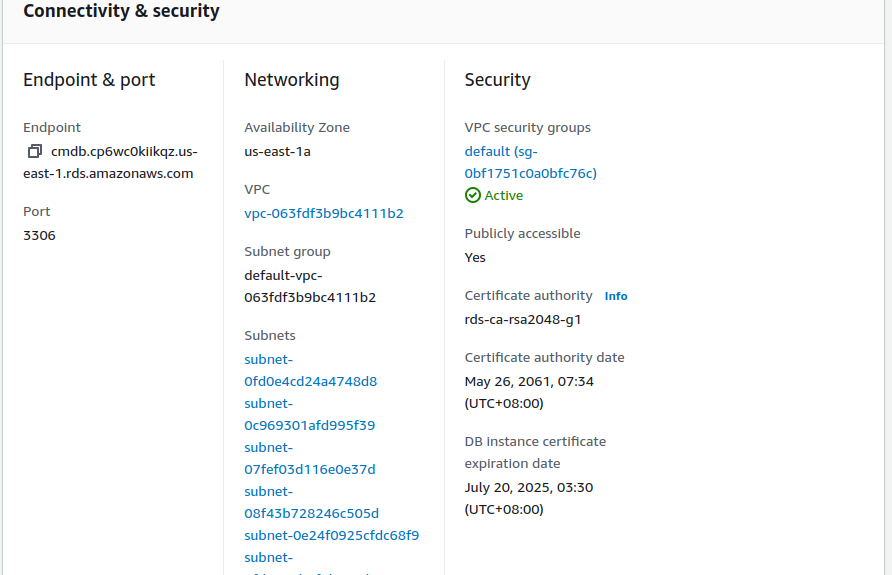 Connectivity & security
Endpoint & port
Endpoint
cmdb.cp6wc0kiikqz.us-
east-1.rds.amazonaws.com
Port
3306
Networking
Availability Zone
us-east-1a
VPC
vpc-063fdf3b9bc4111b2
Subnet group
default-vpc-
063fdf3b9bc4111b2
Subnets
subnet-
0fd0e4cd24a4748d8
subnet-
0c969301afd995f39
subnet-
07fef03d116e0e37d
subnet-
08f43b728246c505d
subnet-0e24f0925cfdc68f9
subnet-
Security
VPC security groups
default (sg-
0bf1751c0a0bfc76c)
Active
Publicly accessible
Yes
Certificate authority Info
rds-ca-rsa2048-g1
Certificate authority date
May 26, 2061, 07:34
(UTC+08:00)
DB instance certificate
expiration date
July 20, 2025, 03:30
(UTC+08:00)